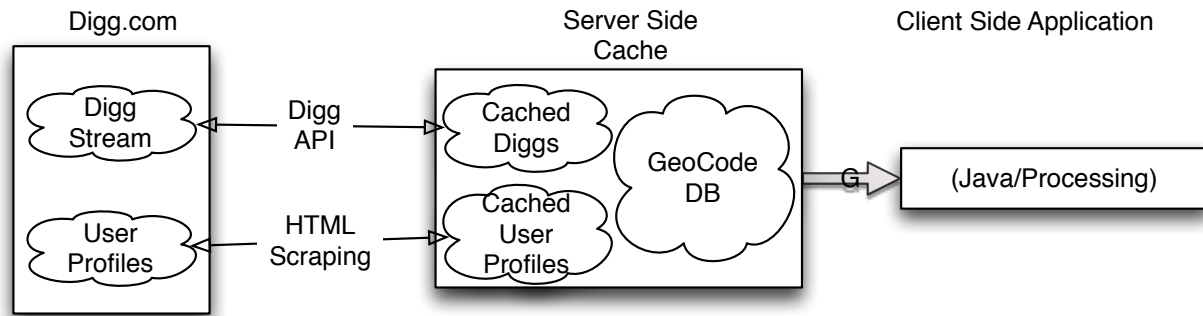 Digg.com
Server Side
Cache
Client Side Application
Digg
Stream
Digg
API
Cached
Diggs
GeoCode
DB
G
(Java/Processing)
User
Profiles
HTML
Scraping
Cached
User
Profiles